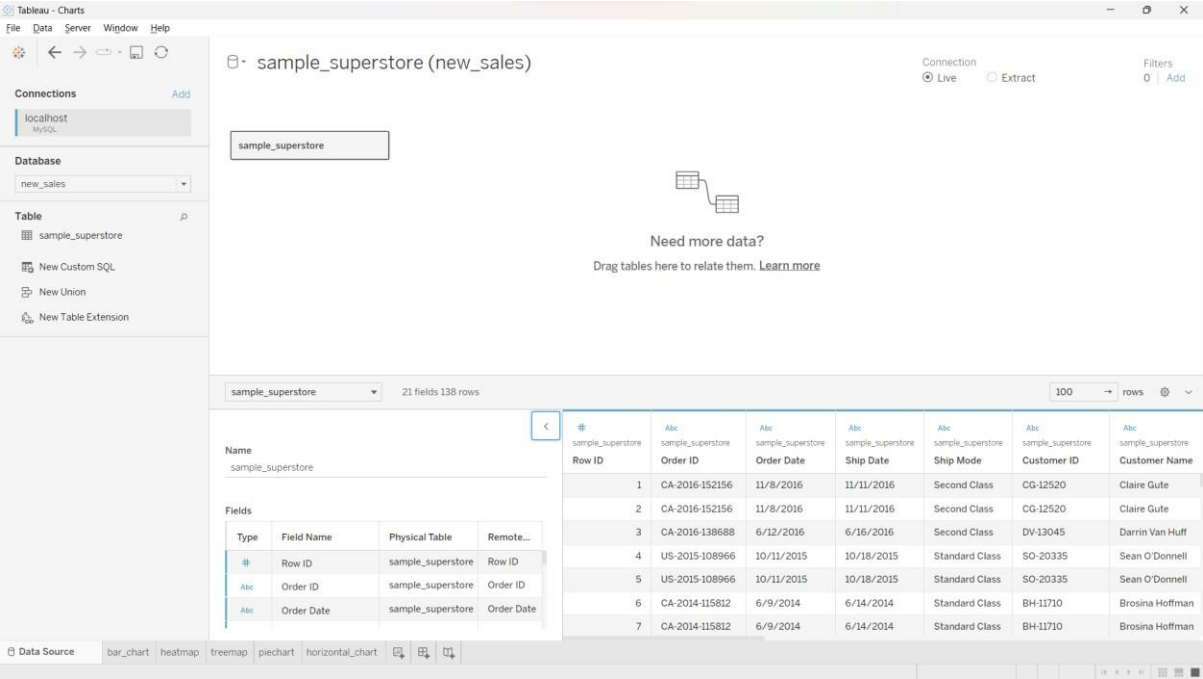 Tableau - Charts
File Data Server Window Help
Connections Add
localhost
MySQL
Database
new_sales
Table
sample_superstore
New Custom SQL
New Union
New Table Extension
sample_superstore (new_sales)
Connection
Live Extract
Filters
0 | Add
sample_superstore
Need more data?
Drag tables here to relate them. Learn more
sample_superstore 21 fields 138 rows 100 → rows
Name
sample_superstore
Fields
Type Field Name Physical Table Remote...
# Row ID sample_superstore Row ID
Abc Order ID sample_superstore Order ID
Abc Order Date sample_superstore Order Date
# Abc Abc Abc Abc Abc Abc
sample_superstore sample_superstore sample_superstore sample_superstore sample_superstore sample_superstore sample_superstore
Row ID Order ID Order Date Ship Date Ship Mode Customer ID Customer Name
1 CA-2016-152156 11/8/2016 11/11/2016 Second Class CG-12520 Claire Gute
2 CA-2016-152156 11/8/2016 11/11/2016 Second Class CG-12520 Claire Gute
3 CA-2016-138688 6/12/2016 6/16/2016 Second Class DV-13045 Darrin Van Huff
4 US-2015-108966 10/11/2015 10/18/2015 Standard Class SO-20335 Sean O'Donnell
5 US-2015-108966 10/11/2015 10/18/2015 Standard Class SO-20335 Sean O'Donnell
6 CA-2014-115812 6/9/2014 6/14/2014 Standard Class BH-11710 Brosina Hoffman
7 CA-2014-115812 6/9/2014 6/14/2014 Standard Class BH-11710 Brosina Hoffman
Data Source bar_chart heatmap treemap piechart horizontal_chart